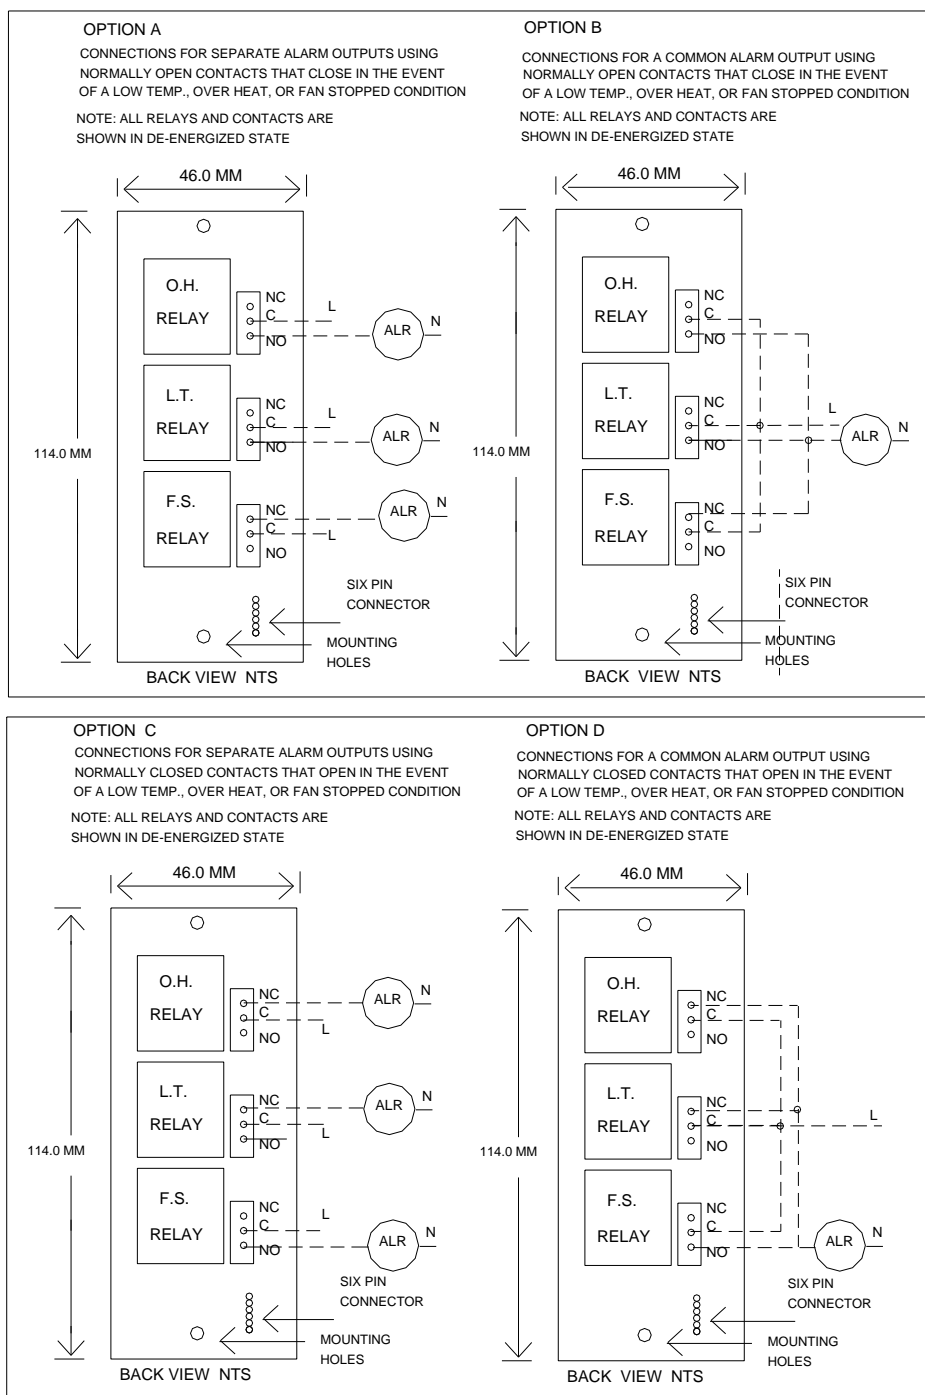 OPTION A
CONNECTIONS FOR SEPARATE ALARM OUTPUTS USING
NORMALLY OPEN CONTACTS THAT CLOSE IN THE EVENT
OF A LOW TEMP., OVER HEAT, OR FAN STOPPED CONDITION
NOTE: ALL RELAYS AND CONTACTS ARE
SHOWN IN DE-ENERGIZED STATE
46.0 MM
114.0 MM
O.H.
RELAY
NC
C
NO
L
ALR
N
L.T.
RELAY
NC
C
NO
L
ALR
N
F.S.
RELAY
NC
C
NO
L
ALR
N
SIX PIN
CONNECTOR
MOUNTING
HOLES
BACK VIEW NTS
OPTION B
CONNECTIONS FOR A COMMON ALARM OUTPUT USING
NORMALLY OPEN CONTACTS THAT CLOSE IN THE EVENT
OF A LOW TEMP., OVER HEAT, OR FAN STOPPED CONDITION
NOTE: ALL RELAYS AND CONTACTS ARE
SHOWN IN DE-ENERGIZED STATE
46.0 MM
114.0 MM
O.H.
RELAY
NC
C
NO
L.T.
RELAY
NC
C
NO
L
ALR
N
F.S.
RELAY
NC
C
NO
SIX PIN
CONNECTOR
MOUNTING
HOLES
BACK VIEW NTS
OPTION C
CONNECTIONS FOR SEPARATE ALARM OUTPUTS USING
NORMALLY CLOSED CONTACTS THAT OPEN IN THE EVENT
OF A LOW TEMP., OVER HEAT, OR FAN STOPPED CONDITION
NOTE: ALL RELAYS AND CONTACTS ARE
SHOWN IN DE-ENERGIZED STATE
46.0 MM
114.0 MM
O.H.
RELAY
NC
C
NO
L
ALR
N
L.T.
RELAY
NC
C
NO
L
ALR
N
F.S.
RELAY
NC
C
NO
L
ALR
N
SIX PIN
CONNECTOR
MOUNTING
HOLES
BACK VIEW NTS
OPTION D
CONNECTIONS FOR A COMMON ALARM OUTPUT USING
NORMALLY CLOSED CONTACTS THAT OPEN IN THE EVENT
OF A LOW TEMP., OVER HEAT, OR FAN STOPPED CONDITION
NOTE: ALL RELAYS AND CONTACTS ARE
SHOWN IN DE-ENERGIZED STATE
46.0 MM
114.0 MM
O.H.
RELAY
NC
C
NO
L.T.
RELAY
NC
C
NO
L
F.S.
RELAY
NC
C
NO
ALR
N
SIX PIN
CONNECTOR
MOUNTING
HOLES
BACK VIEW NTS